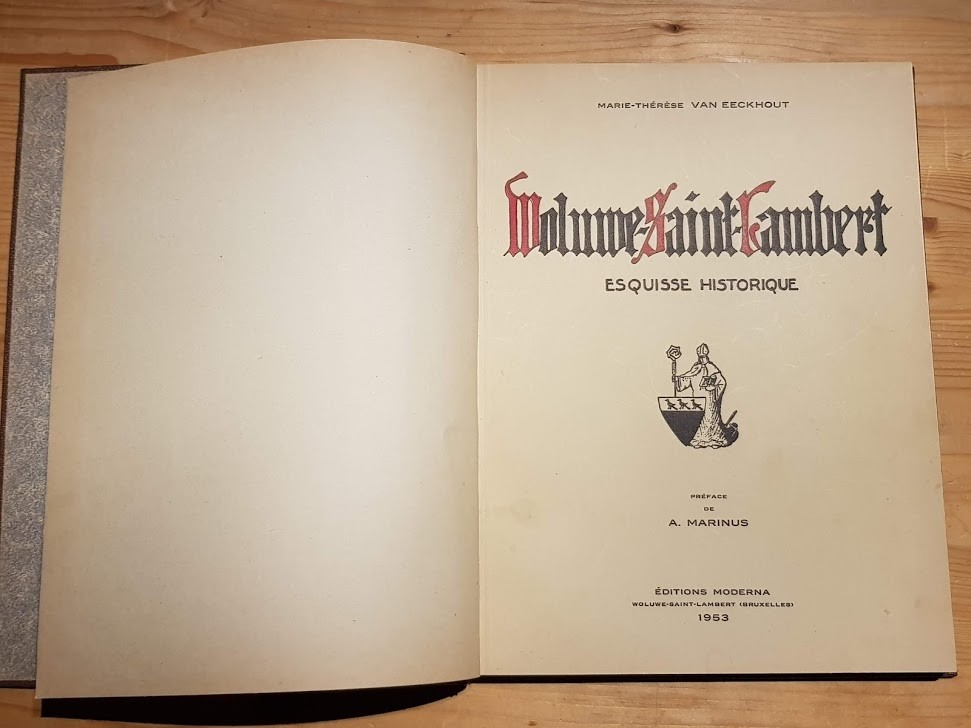 MARIE-THÉRÈSE VAN EECKHOUT
Woluwe-Saint-Lambert
ESQUISSE HISTORIQUE
PRÉFACE
DE
A. MARINUS
ÉDITIONS MODERNA
WOLUWE-SAINT-LAMBERT (BRUXELLES)
1953